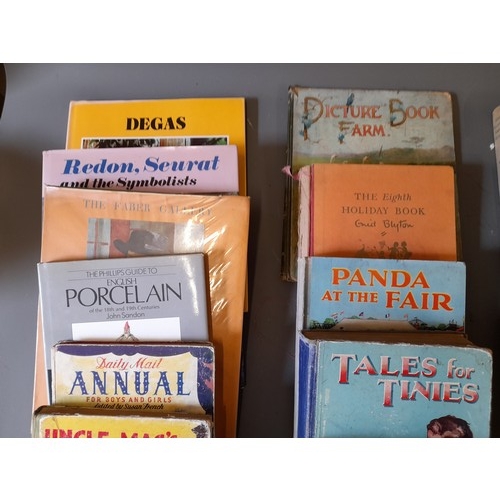 DEGAS
Redon, Seurat
and the Symbolists
THE FABER GALLERY
THE PHILLIPS GUIDE TO
ENGLISH
PORCELAIN
of the 18th and 19th Centuries
John Sandon
Daily Mail
ANNUAL
FOR BOYS AND GIRLS
Edited by Susan French
UNCLE MAC'S
PICTURE BOOK
FARM.
THE Eighth
HOLIDAY BOOK
Enid Blyton
PANDA
AT THE FAIR
TALES for
TINIES